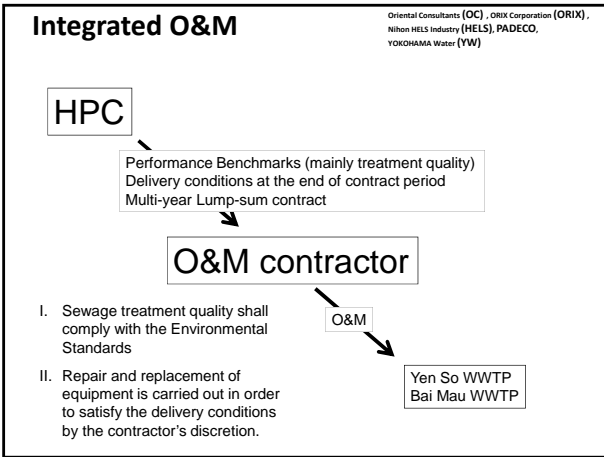 Integrated O&M
Oriental Consultants (OC) , ORIX Corporation (ORIX) ,
Nihon HELS Industry (HELS), PADECO,
YOKOHAMA Water (YW)
HPC
Performance Benchmarks (mainly treatment quality)
Delivery conditions at the end of contract period
Multi-year Lump-sum contract
O&M contractor
O&M
I. Sewage treatment quality shall
comply with the Environmental
Standards
II. Repair and replacement of
equipment is carried out in order
to satisfy the delivery conditions
by the contractor's discretion.
Yen So WWTP
Bai Mau WWTP